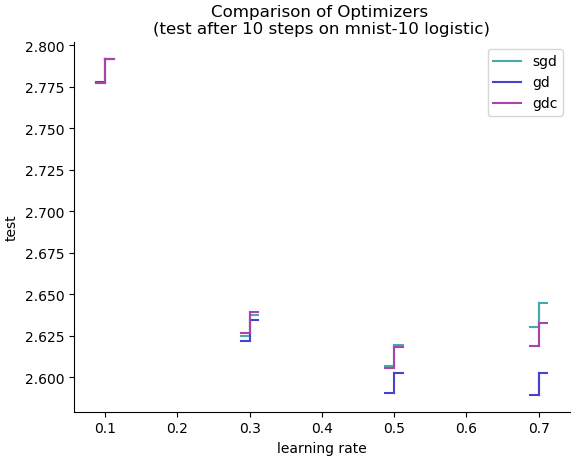 Comparison of Optimizers
(test after 10 steps on mnist-10 logistic)
sgd
gd
gdc
test
2.800
2.775
2.750
2.725
2.700
2.675
2.650
2.625
2.600
0.1 0.2 0.3 0.4 0.5 0.6 0.7
learning rate